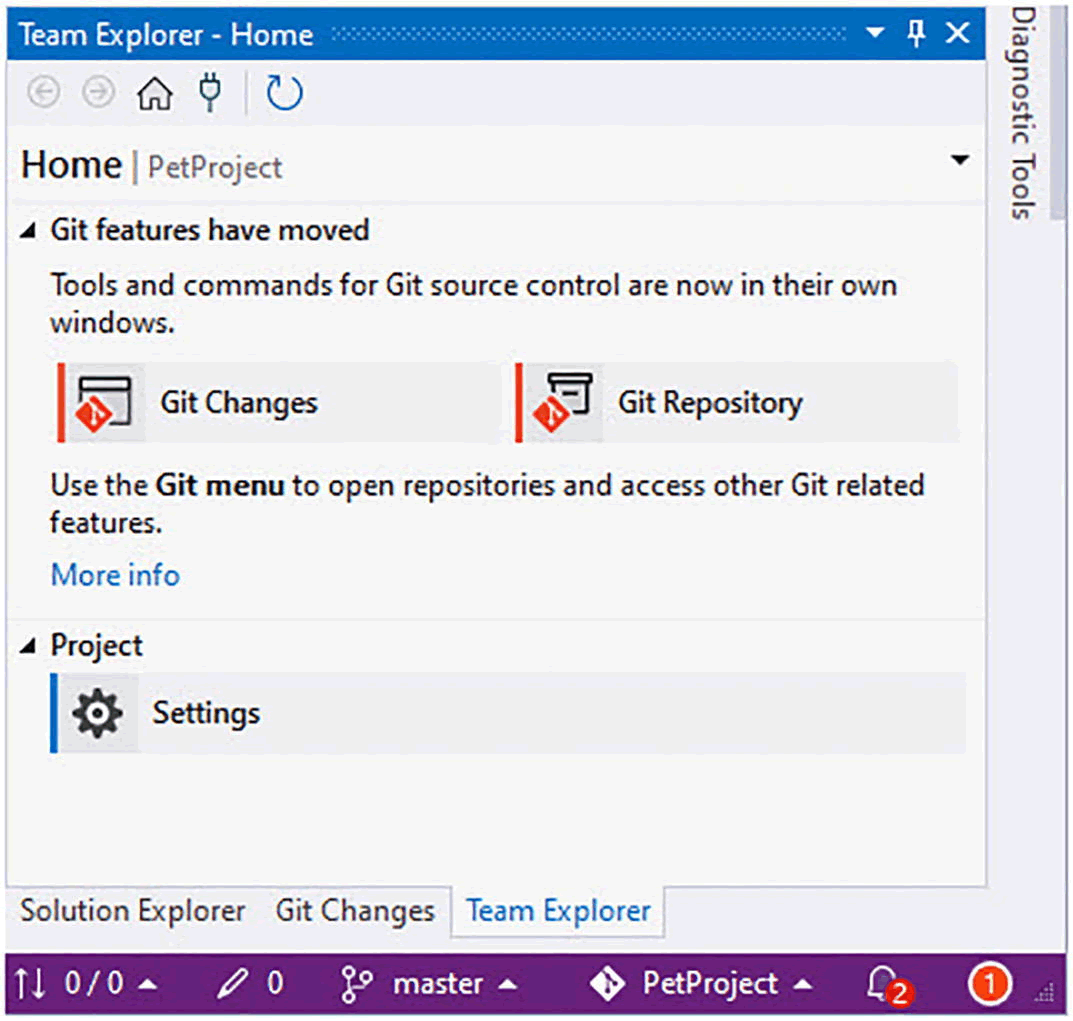 Team Explorer - Home
Diagnostic Tools
Home | PetProject
Git features have moved
Tools and commands for Git source control are now in their own
windows.
Git Changes
Git Repository
Use the Git menu to open repositories and access other Git related
features.
More info
Project
Settings
Solution Explorer Git Changes Team Explorer
0 / 0 0 master PetProject 2 1